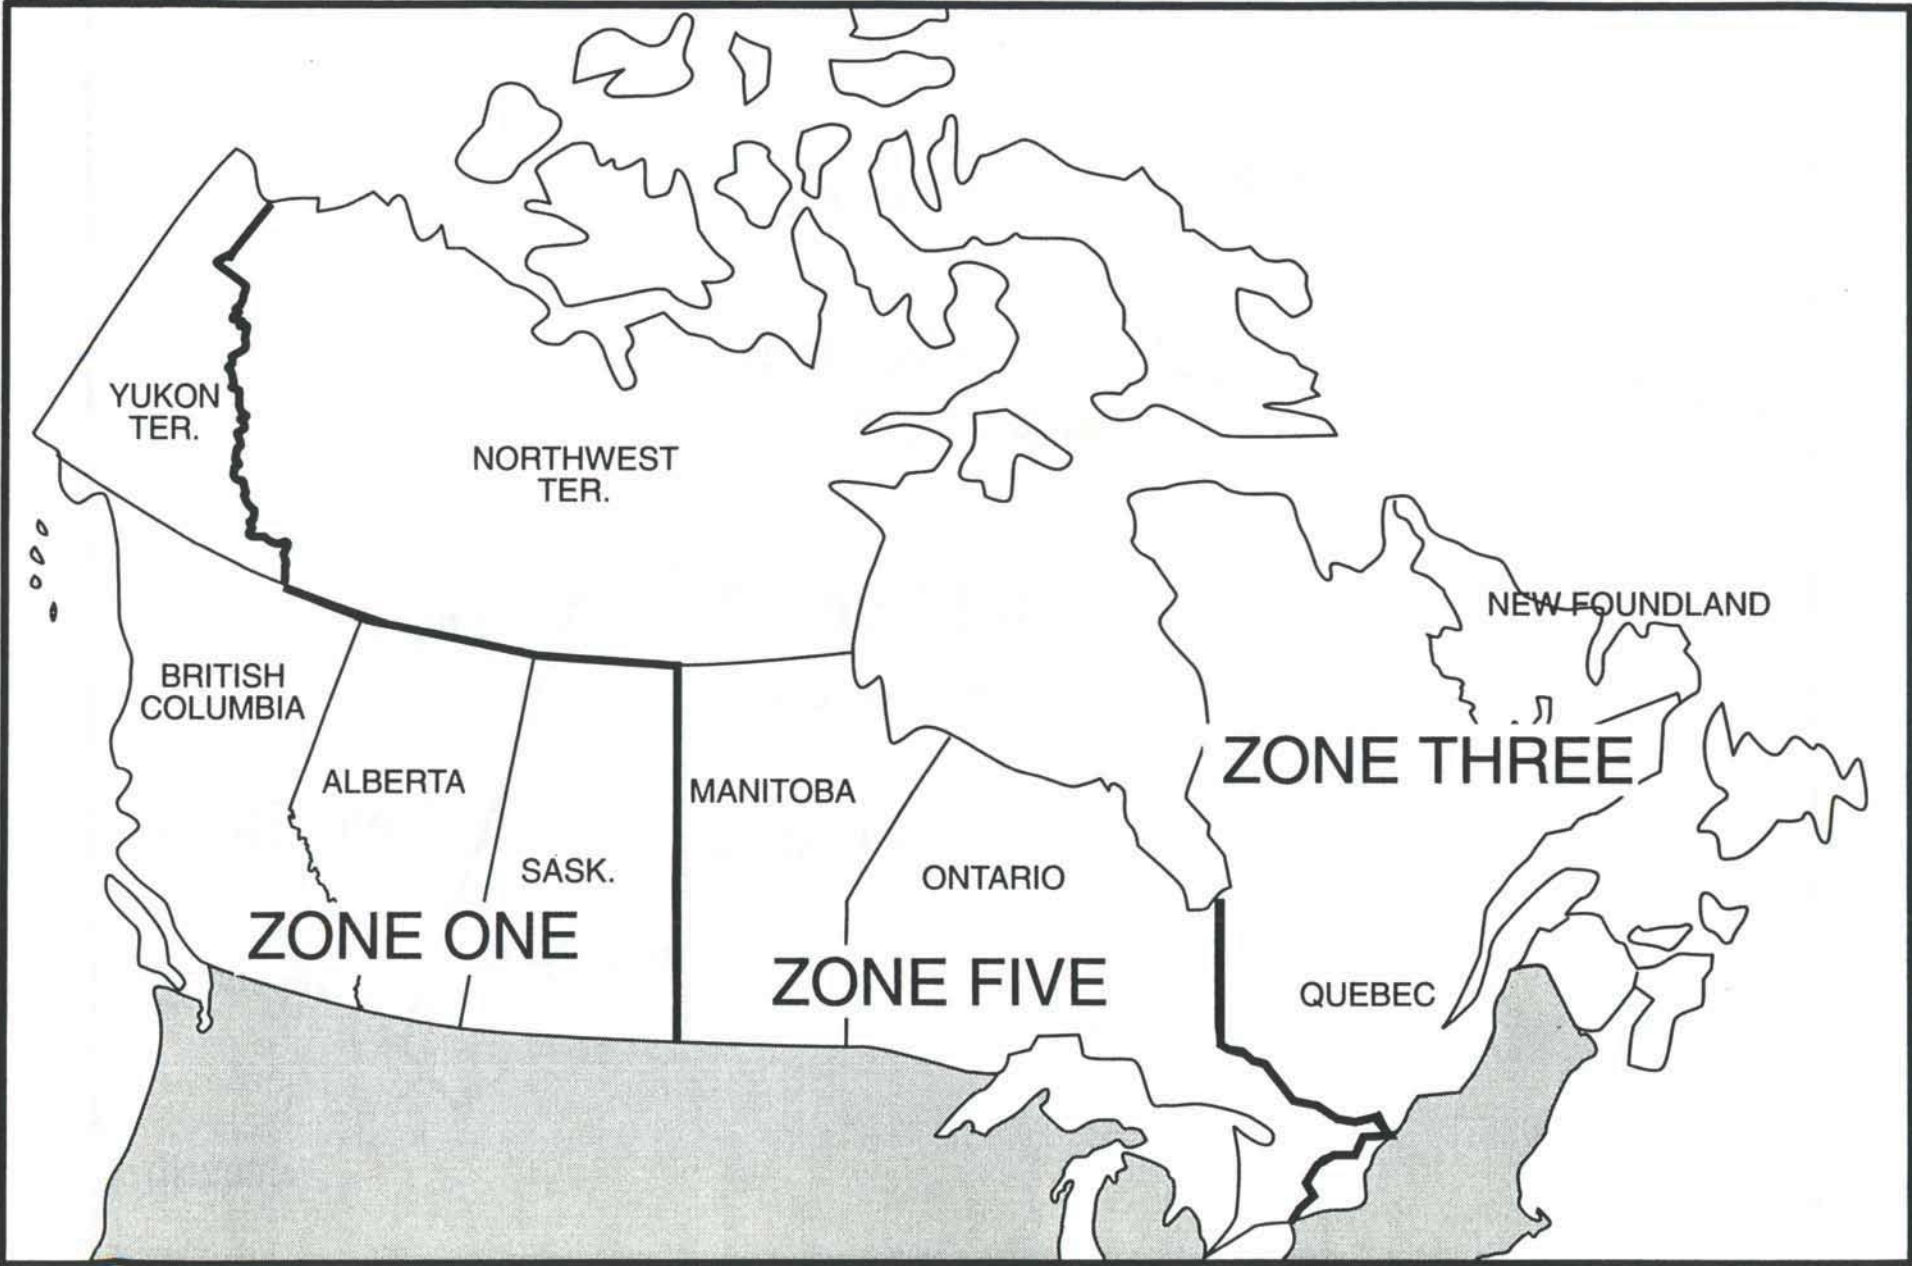 YUKON
TER.
NORTHWEST
TER.
NEW FOUNDLAND
BRITISH
COLUMBIA
ZONE THREE
ALBERTA
MANITOBA
SASK.
ONTARIO
ZONE ONE
ZONE FIVE
QUEBEC